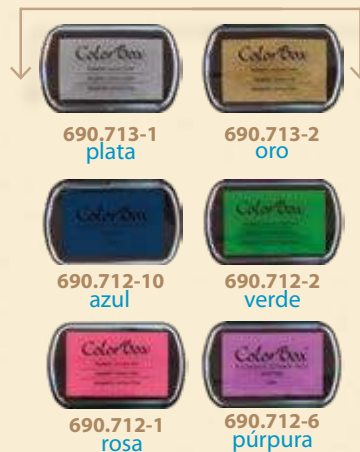 ColorBox ColorBox
690.713-1 690.713-2
plata oro
ColorBox ColorBox
690.712-10 690.712-2
azul verde
ColorBox ColorBox
690.712-1 690.712-6
rosa púrpura